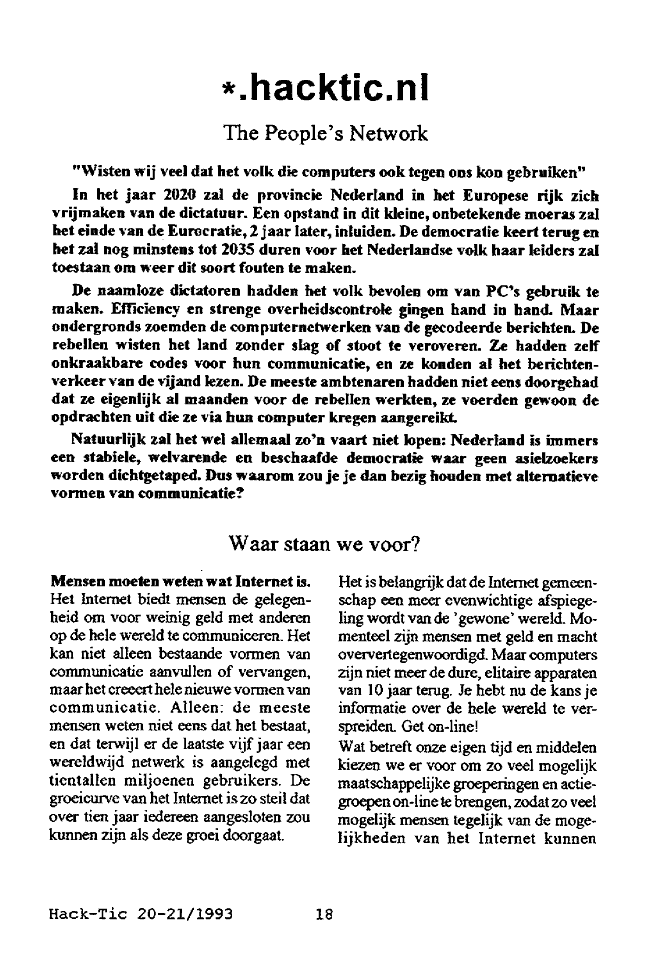 *.hacktic.nl
The People's Network
"Wisten wij veel dat het volk die computers ook tegen ons kon gebruiken"
In het jaar 2020 zal de provincie Nederland in het Europese rijk zich
vrijmaken van de dictatuur. Een opstand in dit kleine, onbetekende moeras zal
het einde van de Eurocratie, 2 jaar later, inluiden. De democratie keert terug en
het zal nog minstens tot 2035 duren voor het Nederlandse volk haar leiders zal
toestaan om weer dit soort fouten te maken.
De naamloze dictatoren hadden het volk bevolen om van PC's gebruik te
maken. Efficiency en strenge overheidscontrole gingen hand in hand. Maar
ondergronds zoemden de computernetwerken van de gecodeerde berichten. De
rebellen wisten het land zonder slag of stoot te veroveren. Ze hadden zelf
onkraakbare codes voor hun communicatie, en ze konden al het berichten-
verkeer van de vijand lezen. De meeste ambtenaren hadden niet eens doorgehad
dat ze eigenlijk al maanden voor de rebellen werkten, ze voerden gewoon de
opdrachten uit die ze via hun computer kregen aangereikt.
Natuurlijk zal het wel allemaal zo'n vaart niet lopen: Nederland is immers
een stabiele, welvarende en beschaafde democratie waar geen asielzoekers
worden dichtgetaped. Dus waarom zou je je dan bezig houden met alternatieve
vormen van communicatie?
Waar staan we voor?
Mensen moeten weten wat Internet is.
Het Internet biedt mensen de gelegen-
heid om voor weinig geld met anderen
op de hele wereld te communiceren. Het
kan niet alleen bestaande vormen van
communicatie aanvullen of vervangen,
maar het creeert hele nieuwe vormen van
communicatie. Alleen: de meeste
mensen weten niet eens dat het bestaat,
en dat terwijl er de laatste vijf jaar een
wereldwijd netwerk is aangelegd met
tientallen miljoenen gebruikers. De
groeicurve van het Internet is zo steil dat
over tien jaar iedereen aangesloten zou
kunnen zijn als deze groei doorgaat.
Het is belangrijk dat de Internet gemeen-
schap een meer evenwichtige afspiege-
ling wordt van de 'gewone' wereld. Mo-
menteel zijn mensen met geld en macht
oververtegenwoordigd. Maar computers
zijn niet meer de dure, elitaire apparaten
van 10 jaar terug. Je hebt nu de kans je
informatie over de hele wereld te ver-
spreiden. Get on-line!
Wat betreft onze eigen tijd en middelen
kiezen we er voor om zo veel mogelijk
maatschappelijke groeperingen en actie-
groepen on-line te brengen, zodat zo veel
mogelijk mensen tegelijk van de moge-
lijkheden van het Internet kunnen
Hack-Tic 20-21/1993 18